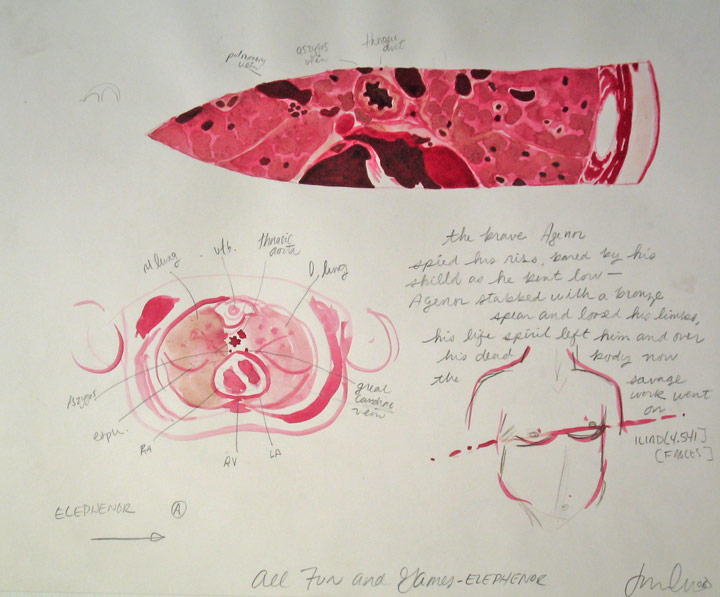 pulmonary vein
azygos vein
thoracic duct
lung
vtb.
thoracic aorta
D, lung
azygos
esph.
RA
RV
LA
great cardiac vein
the brave Agenor
spied his ribs, bared by his
shield as he bent low—
Agenor stabbed with a bronze
spear and loosed his limbs,
his life spirit left him and over
his dead body now
the savage
work went
on
ILIAD[4.541]
[FAGLES]
ELEPHENOR A
All Fun and Games-ELEPHENOR